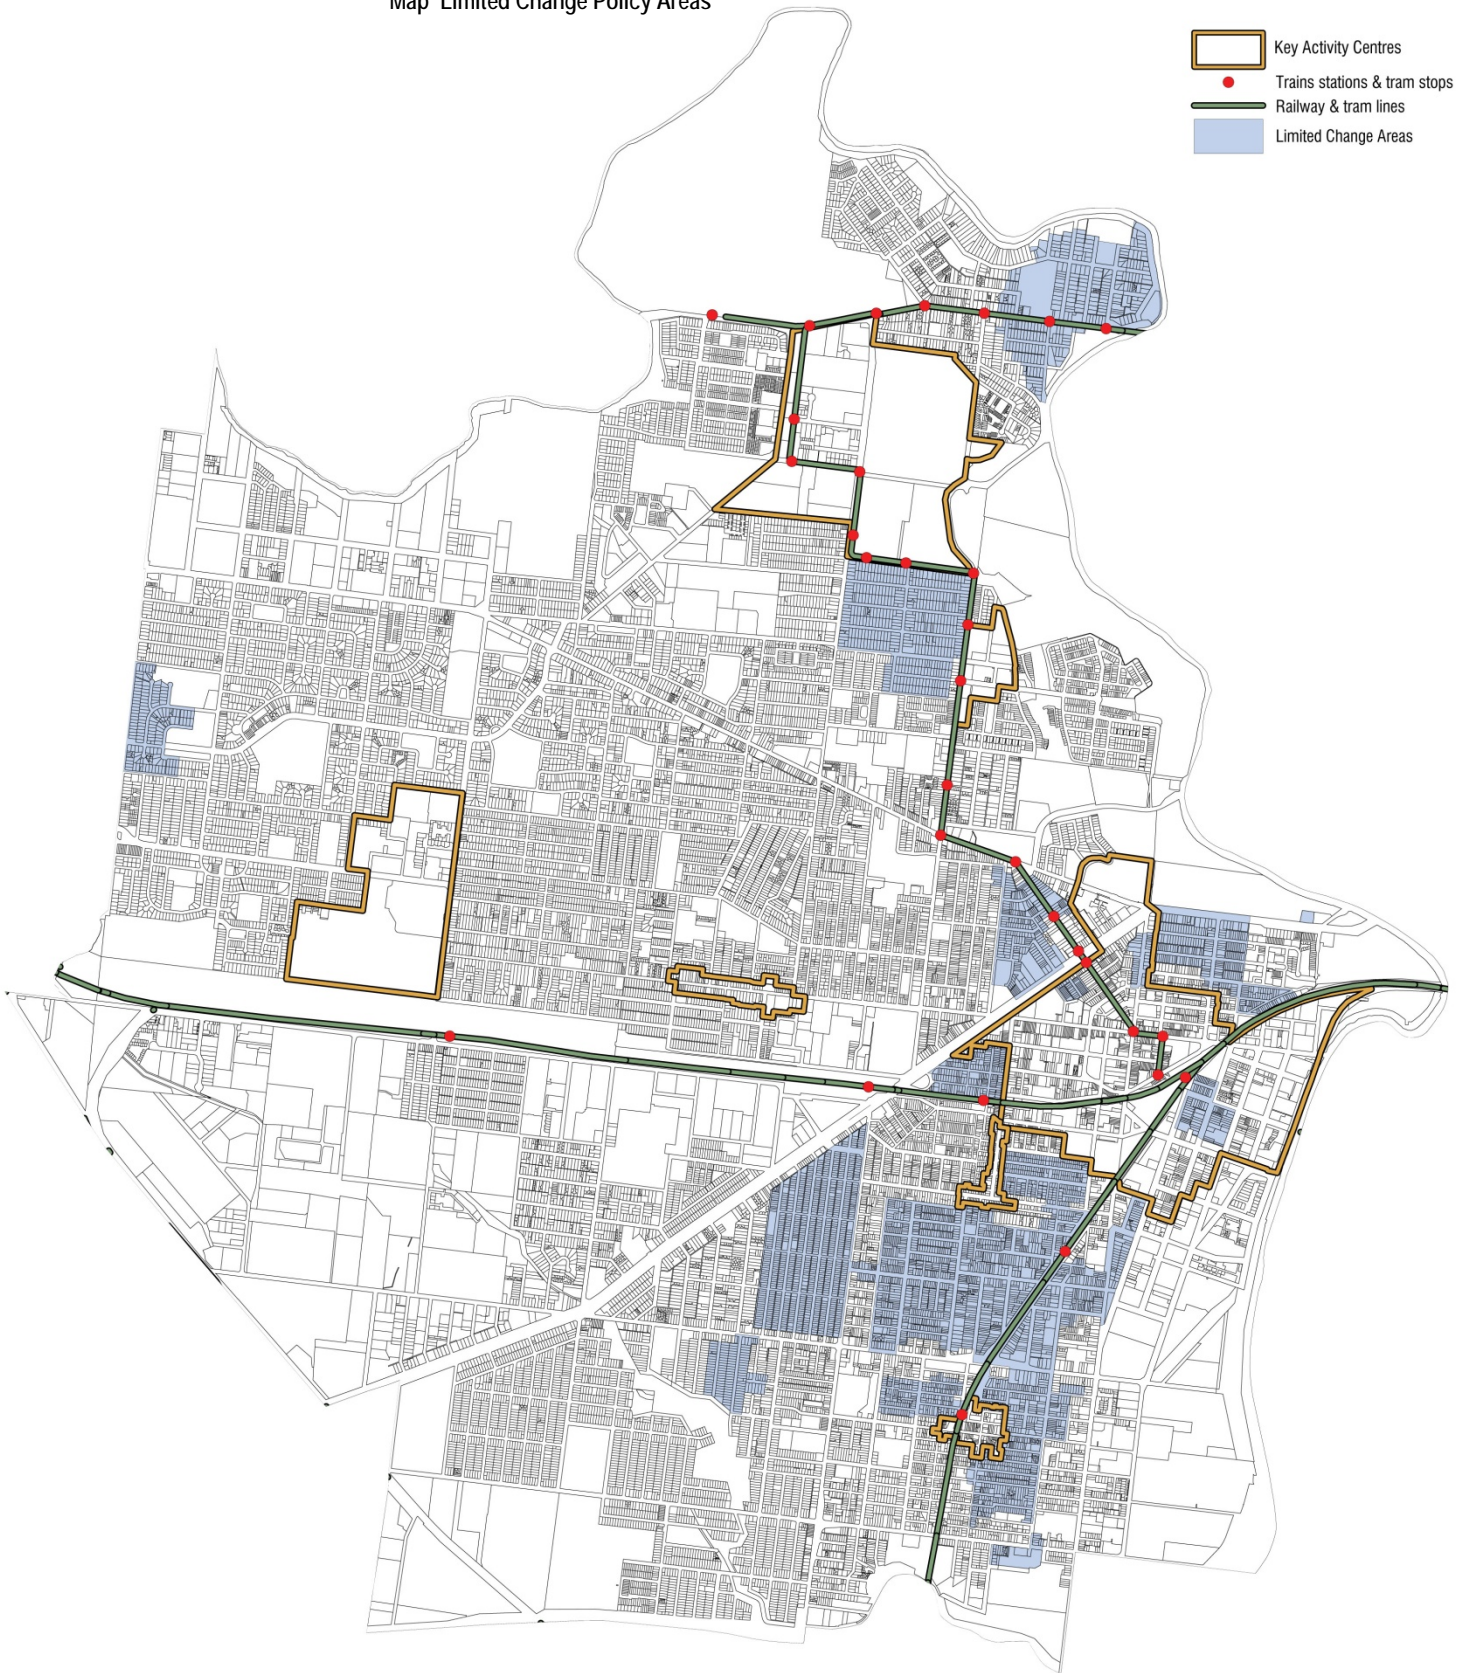 Map Limited Change Policy Areas
Key Activity Centres
Trains stations & tram stops
Railway & tram lines
Limited Change Areas